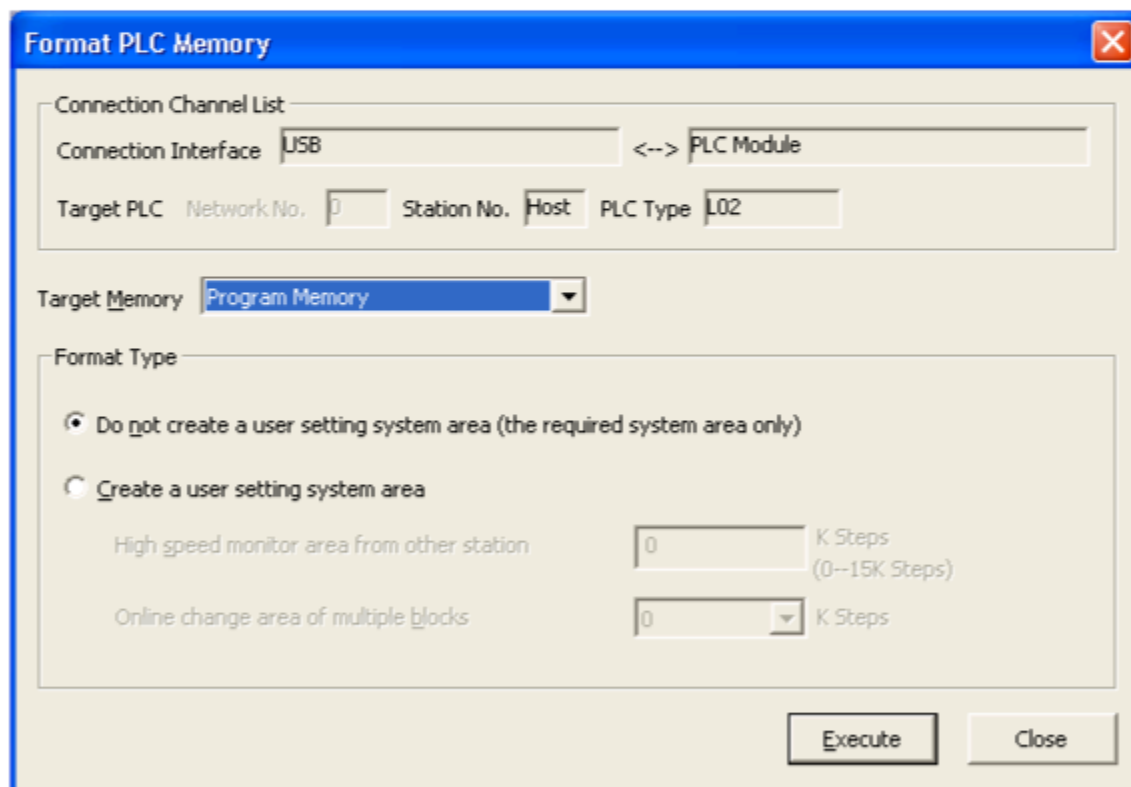 Format PLC Memory
Connection Channel List
Connection Interface USB <--> PLC Module
Target PLC Network No. 0 Station No. Host PLC Type L02
Target Memory Program Memory
Format Type
Do not create a user setting system area (the required system area only)
Create a user setting system area
High speed monitor area from other station 0 K Steps
(0--15K Steps)
Online change area of multiple blocks 0 K Steps
Execute Close